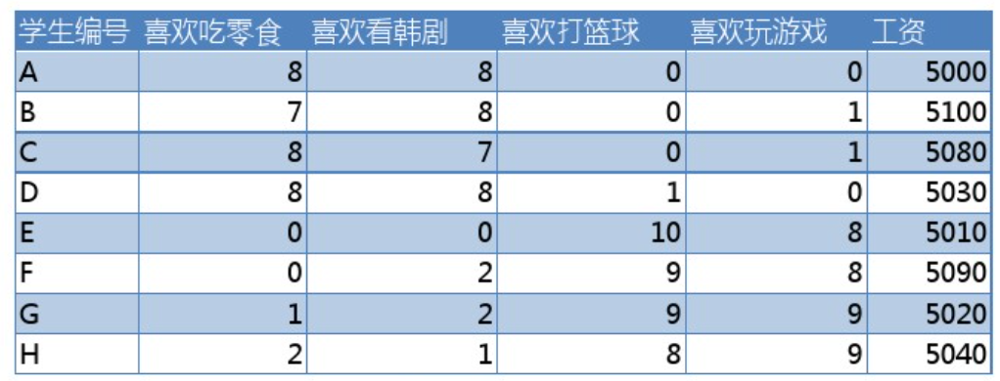 学生编号 喜欢吃零食 喜欢看韩剧 喜欢打篮球 喜欢玩游戏 工资
A 8 8 0 0 5000
B 7 8 0 1 5100
C 8 7 0 1 5080
D 8 8 1 0 5030
E 0 0 10 8 5010
F 0 2 9 8 5090
G 1 2 9 9 5020
H 2 1 8 9 5040